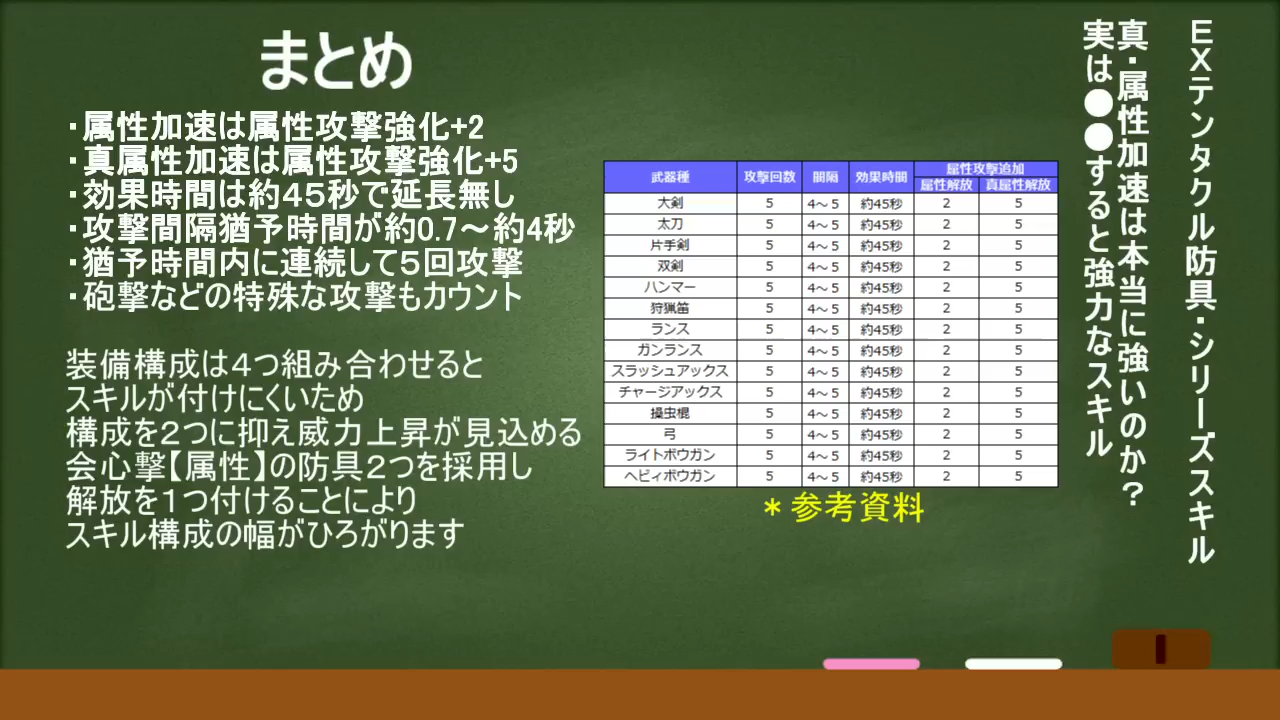 EXテンタクル防具・シリーズスキル
真・属性加速は本当に強いのか？
実は●●すると強力なスキル
まとめ
・属性加速は属性攻撃強化+2
・真属性加速は属性攻撃強化+5
・効果時間は約４５秒で延長無し
・攻撃間隔猶予時間が約0.7～約4秒
・猶予時間内に連続して５回攻撃
・砲撃などの特殊な攻撃もカウント
装備構成は４つ組み合わせると
スキルが付けにくいため
構成を２つに抑え威力上昇が見込める
会心撃【属性】の防具２つを採用し
解放を１つ付けることにより
スキル構成の幅がひろがります
武器種 攻撃回数 間隔 効果時間 属性攻撃追加
属性解放 真属性解放
大剣 5 4～5 約45秒 2 5
太刀 5 4～5 約45秒 2 5
片手剣 5 4～5 約45秒 2 5
双剣 5 4～5 約45秒 2 5
ハンマー 5 4～5 約45秒 2 5
狩猟笛 5 4～5 約45秒 2 5
ランス 5 4～5 約45秒 2 5
ガンランス 5 4～5 約45秒 2 5
スラッシュアックス 5 4～5 約45秒 2 5
チャージアックス 5 4～5 約45秒 2 5
操虫棍 5 4～5 約45秒 2 5
弓 5 4～5 約45秒 2 5
ライトボウガン 5 4～5 約45秒 2 5
ヘビィボウガン 5 4～5 約45秒 2 5
＊参考資料